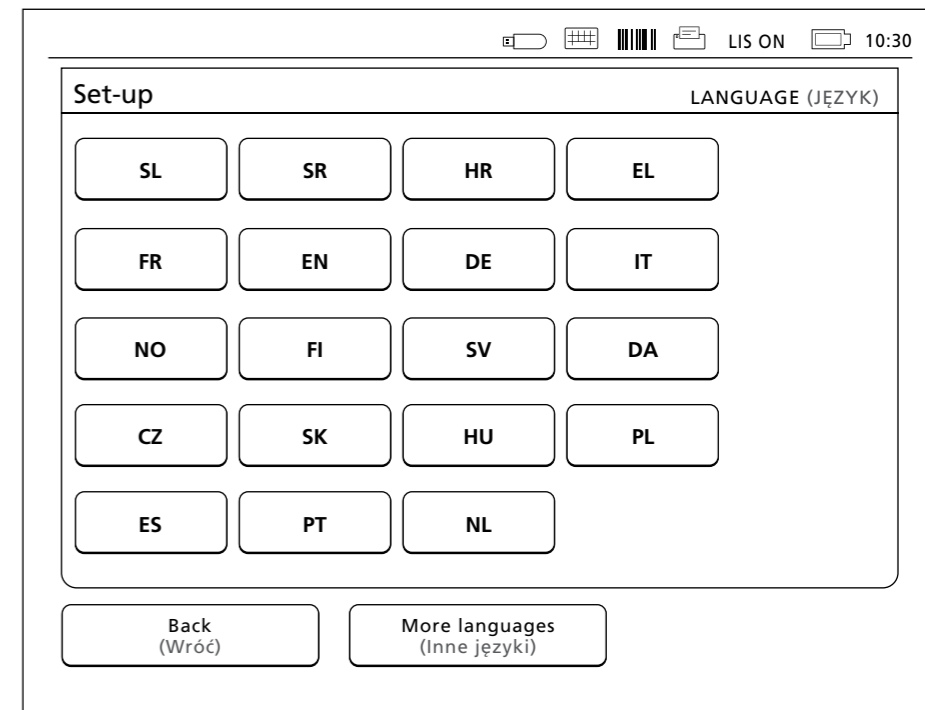 LIS ON 10:30
Set-up LANGUAGE (JĘZYK)
SL SR HR EL
FR EN DE IT
NO FI SV DA
CZ SK HU PL
ES PT NL
Back
(Wróć)
More languages
(Inne języki)